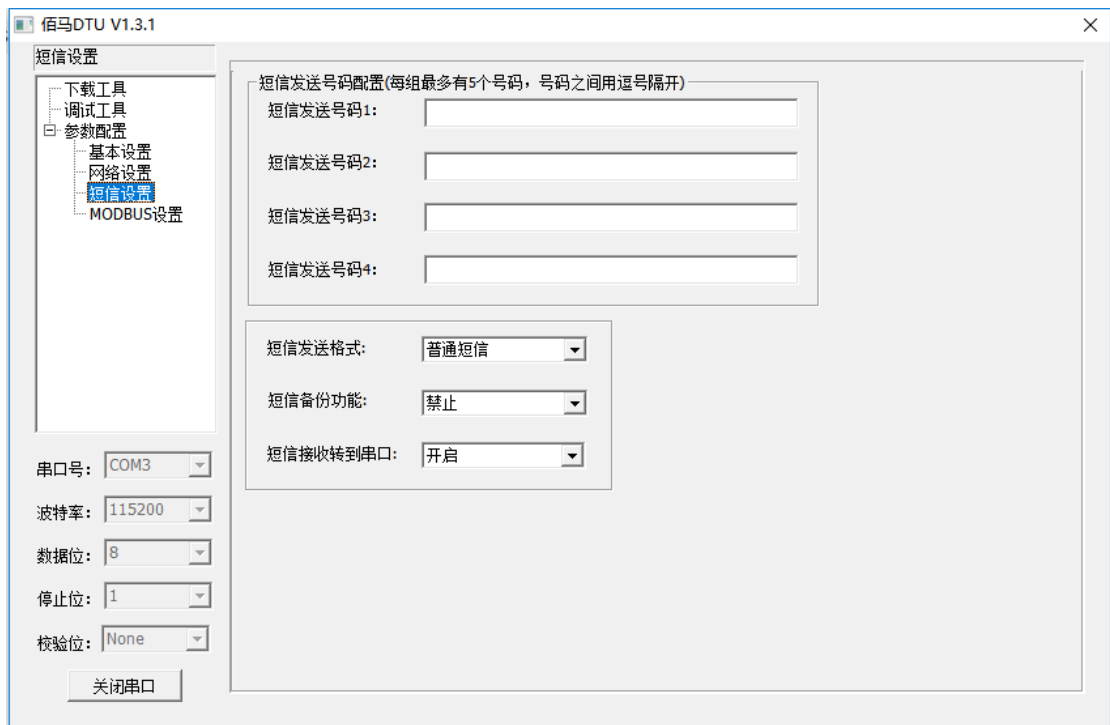 佰马DTU V1.3.1
短信设置
下载工具
调试工具
参数配置
基本设置
网络设置
短信设置
MODBUS设置
串口号: COM3
波特率: 115200
数据位: 8
停止位: 1
校验位: None
关闭串口
短信发送号码配置(每组最多有5个号码，号码之间用逗号隔开)
短信发送号码1:
短信发送号码2:
短信发送号码3:
短信发送号码4:
短信发送格式: 普通短信
短信备份功能: 禁止
短信接收转到串口: 开启